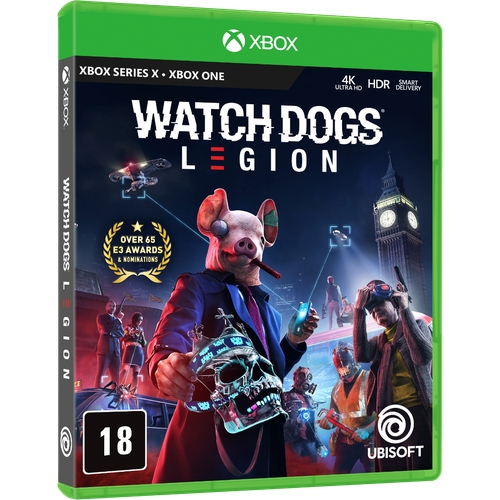 XBOX
XBOX SERIES X • XBOX ONE
4K
ULTRA HD
HDR
SMART
DELIVERY
WATCH DOGS®
LEGION
OVER 65
E3 AWARDS
& NOMINATIONS
18
UBISOFT
XBOX
WATCH DOGS
LEGION